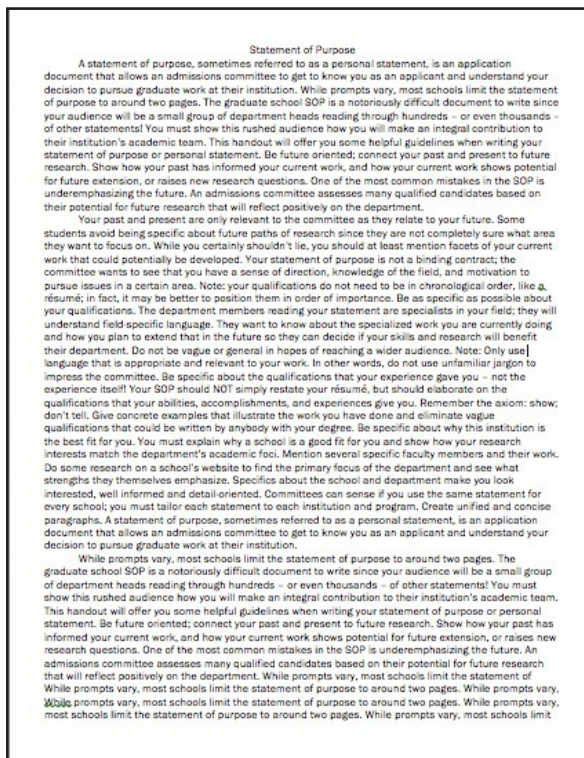 Statement of Purpose
A statement of purpose, sometimes referred to as a personal statement, is an application
document that allows an admissions committee to get to know you as an applicant and understand your
decision to pursue graduate work at their institution. While prompts vary, most schools limit the statement
of purpose to around two pages. The graduate school SOP is a notoriously difficult document to write since
your audience will be a small group of department heads reading through hundreds – or even thousands –
of other statements! You must show this rushed audience how you will make an integral contribution to
their institution's academic team. This handout will offer you some helpful guidelines when writing your
statement of purpose or personal statement. Be future oriented; connect your past and present to future
research. Show how your past has informed your current work, and how your current work shows potential
for future extension, or raises new research questions. One of the most common mistakes in the SOP is
underemphasizing the future. An admissions committee assesses many qualified candidates based on
their potential for future research that will reflect positively on the department.
Your past and present are only relevant to the committee as they relate to your future. Some
students avoid being specific about future paths of research since they are not completely sure what area
they want to focus on. While you certainly shouldn't lie, you should at least mention facets of your current
work that could potentially be developed. Your statement of purpose is not a binding contract; the
committee wants to see that you have a sense of direction, knowledge of the field, and motivation to
pursue issues in a certain area. Note: your qualifications do not need to be in chronological order, like a
résumé; in fact, it may be better to position them in order of importance. Be as specific as possible about
your qualifications. The department members reading your statement are specialists in your field; they will
understand field-specific language. They want to know about the specialized work you are currently doing
and how you plan to extend that in the future so they can decide if your skills and research will benefit
their department. Do not be vague or general in hopes of reaching a wider audience. Note: Only use
language that is appropriate and relevant to your work. In other words, do not use unfamiliar jargon to
impress the committee. Be specific about the qualifications that your experience gave you – not the
experience itself! Your SOP should NOT simply restate your résumé, but should elaborate on the
qualifications that your abilities, accomplishments, and experiences give you. Remember the axiom: show;
don't tell. Give concrete examples that illustrate the work you have done and eliminate vague
qualifications that could be written by anybody with your degree. Be specific about why this institution is
the best fit for you. You must explain why a school is a good fit for you and show how your research
interests match the department's academic foci. Mention several specific faculty members and their work.
Do some research on a school's website to find the primary focus of the department and see what
strengths they themselves emphasize. Specifics about the school and department make you look
interested, well informed and detail-oriented. Committees can sense if you use the same statement for
every school; you must tailor each statement to each institution and program. Create unified and concise
paragraphs. A statement of purpose, sometimes referred to as a personal statement, is an application
document that allows an admissions committee to get to know you as an applicant and understand your
decision to pursue graduate work at their institution.
While prompts vary, most schools limit the statement of purpose to around two pages. The
graduate school SOP is a notoriously difficult document to write since your audience will be a small group
of department heads reading through hundreds – or even thousands – of other statements! You must
show this rushed audience how you will make an integral contribution to their institution's academic team.
This handout will offer you some helpful guidelines when writing your statement of purpose or personal
statement. Be future oriented; connect your past and present to future research. Show how your past has
informed your current work, and how your current work shows potential for future extension, or raises new
research questions. One of the most common mistakes in the SOP is underemphasizing the future. An
admissions committee assesses many qualified candidates based on their potential for future research
that will reflect positively on the department. While prompts vary, most schools limit the statement of
While prompts vary, most schools limit the statement of purpose to around two pages. While prompts vary,
While prompts vary, most schools limit the statement of purpose to around two pages. While prompts vary,
most schools limit the statement of purpose to around two pages. While prompts vary, most schools limit